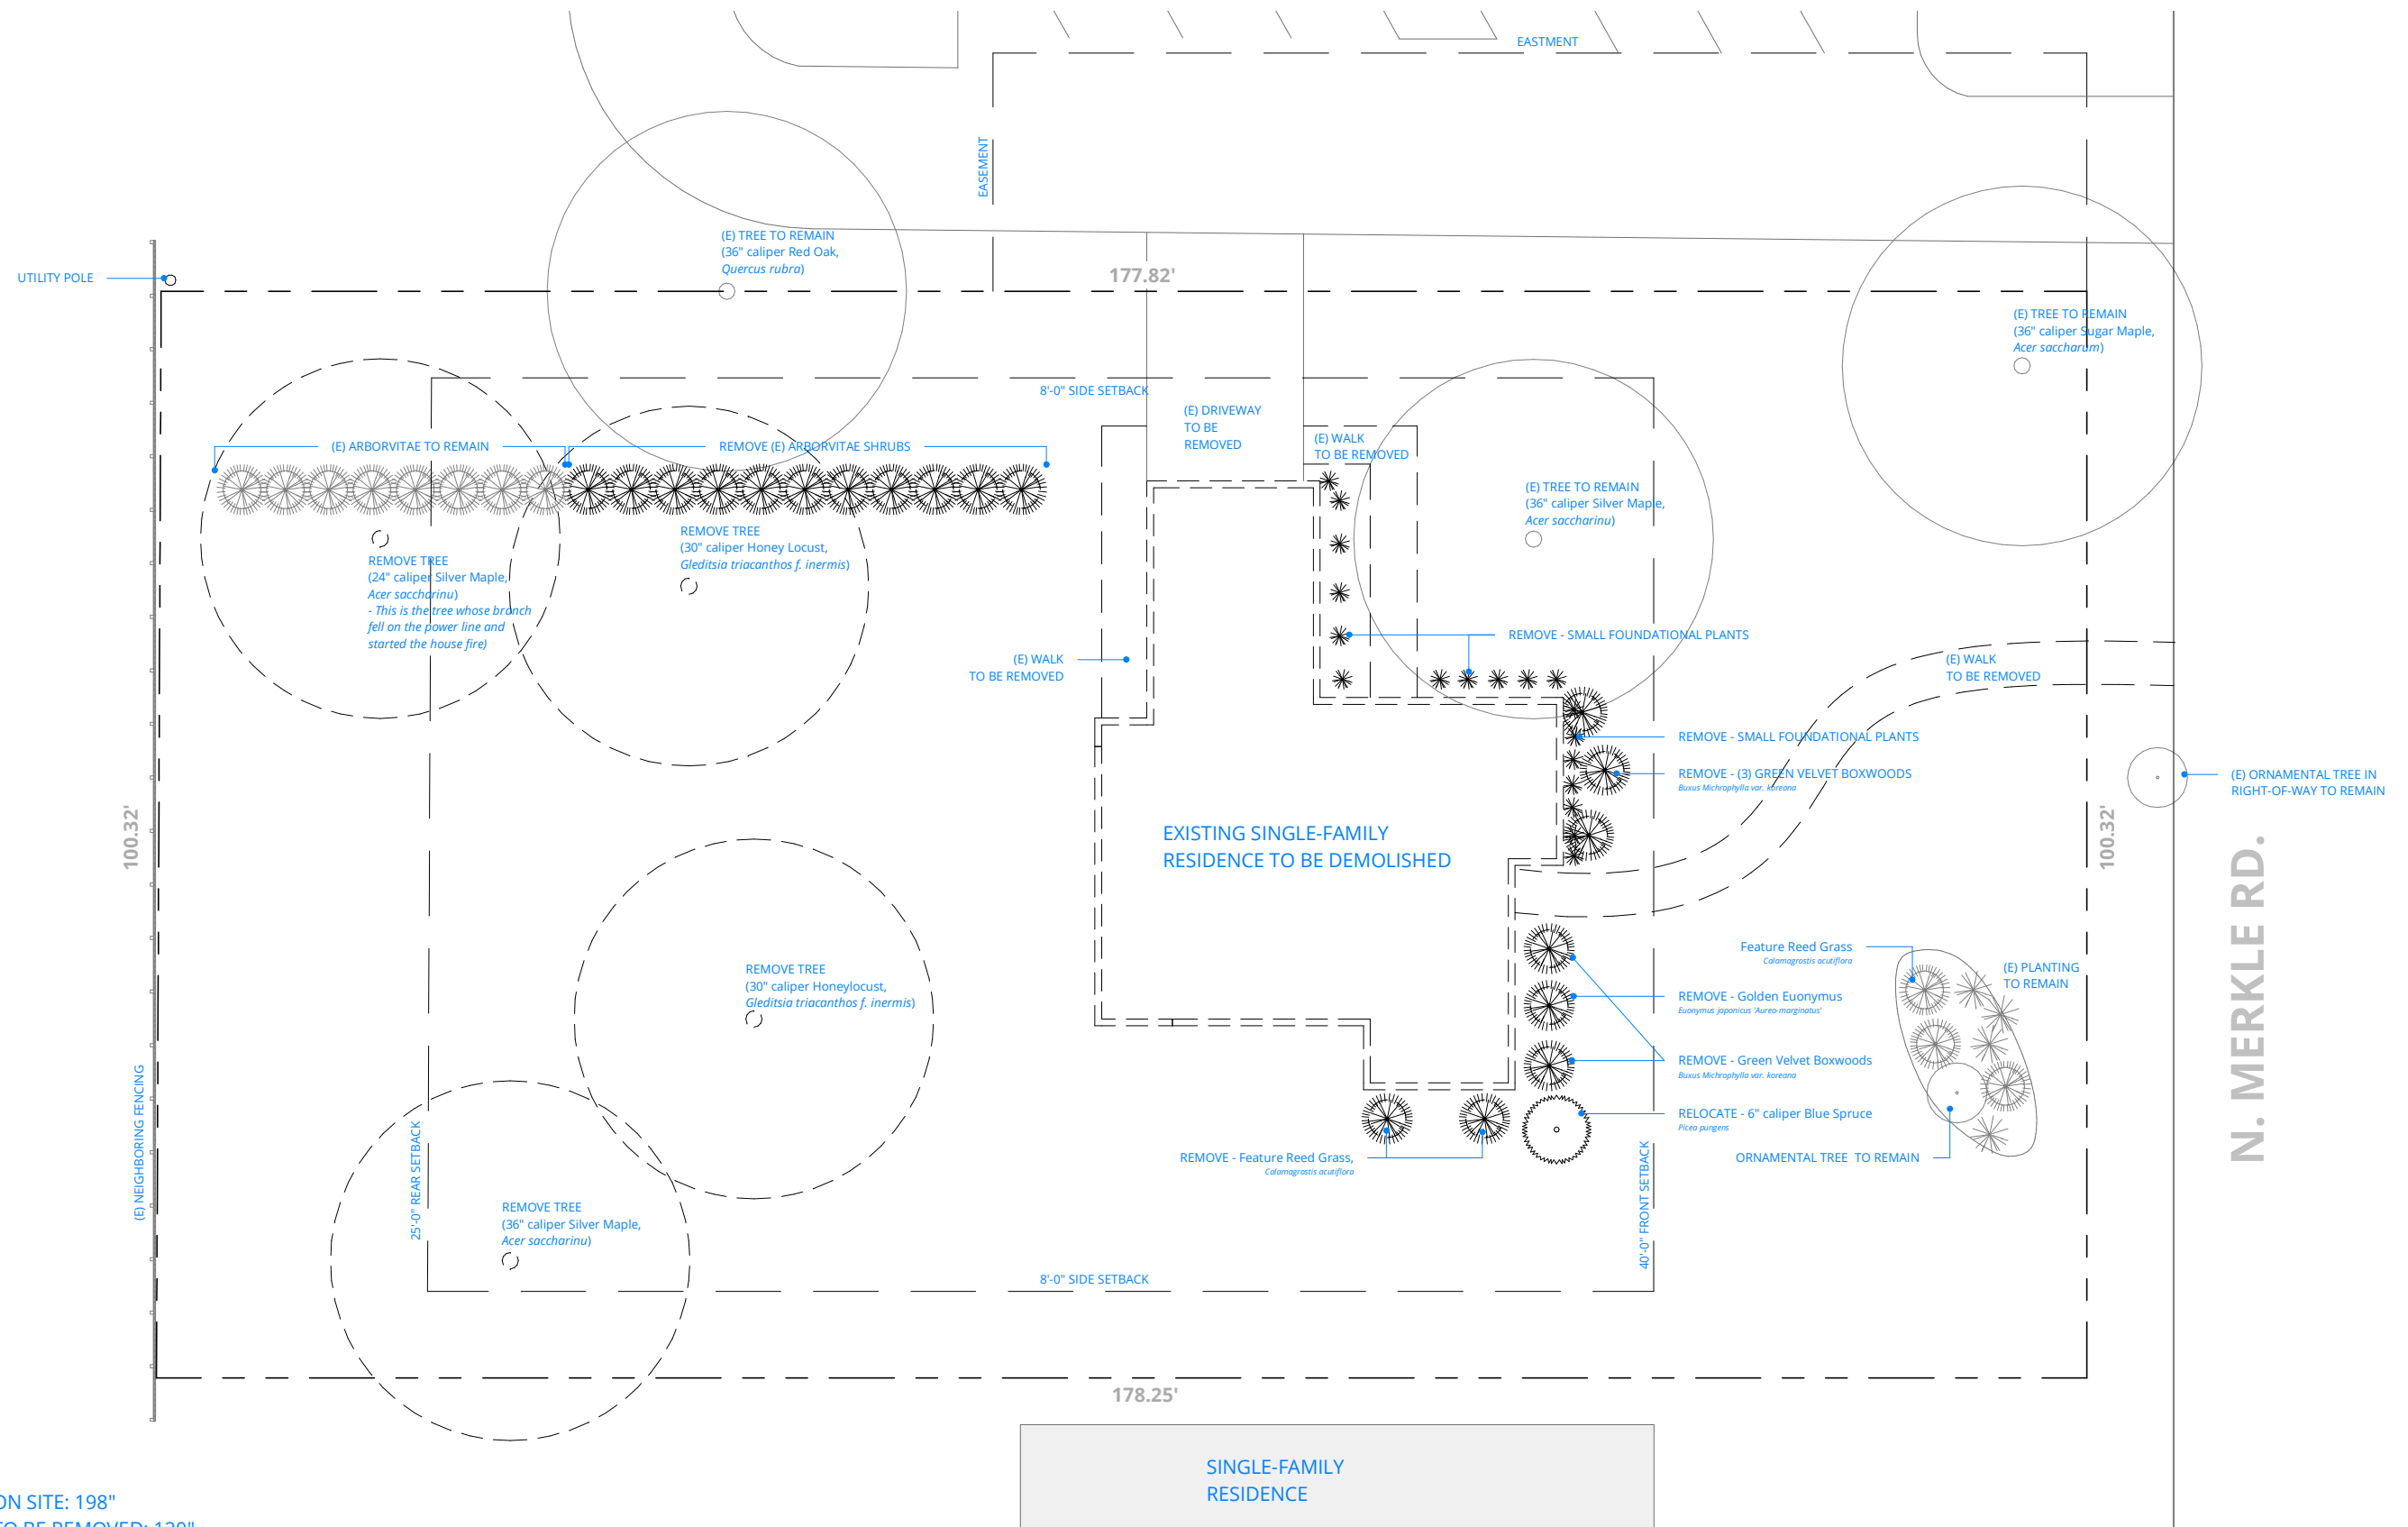 EASTMENT
EASEMENT
(E) TREE TO REMAIN
(36" caliper Red Oak,
Quercus rubra)
UTILITY POLE
177.82'
(E) TREE TO REMAIN
(36" caliper Sugar Maple,
Acer saccharum)
8'-0" SIDE SETBACK
(E) DRIVEWAY
TO BE
REMOVED
(E) WALK
TO BE REMOVED
(E) ARBORVITAE TO REMAIN
REMOVE (E) ARBORVITAE SHRUBS
(E) TREE TO REMAIN
(36" caliper Silver Maple,
Acer saccharinu)
REMOVE TREE
(30" caliper Honey Locust,
Gleditsia triacanthos f. inermis)
REMOVE TREE
(24" caliper Silver Maple,
Acer saccharinu)
- This is the tree whose branch
fell on the power line and
started the house fire)
REMOVE - SMALL FOUNDATIONAL PLANTS
(E) WALK
TO BE REMOVED
(E) WALK
TO BE REMOVED
REMOVE - SMALL FOUNDATIONAL PLANTS
REMOVE - (3) GREEN VELVET BOXWOODS
Buxus Michrophylla var. koreana
(E) ORNAMENTAL TREE IN
RIGHT-OF-WAY TO REMAIN
100.32'
EXISTING SINGLE-FAMILY
RESIDENCE TO BE DEMOLISHED
100.32'
N. MERKLE RD.
Feature Reed Grass
Calamagrostis acutiflora
(E) PLANTING
TO REMAIN
REMOVE TREE
(30" caliper Honeylocust,
Gleditsia triacanthos f. inermis)
REMOVE - Golden Euonymus
Euonymus japonicus 'Aureo-marginatus'
REMOVE - Green Velvet Boxwoods
Buxus Michrophylla var. koreana
RELOCATE - 6" caliper Blue Spruce
Picea pungens
(E) NEIGHBORING FENCING
25'-0" REAR SETBACK
REMOVE - Feature Reed Grass,
Calamagrostis acutiflora
40'-0" FRONT SETBACK
ORNAMENTAL TREE TO REMAIN
REMOVE TREE
(36" caliper Silver Maple,
Acer saccharinu)
8'-0" SIDE SETBACK
178.25'
SINGLE-FAMILY
RESIDENCE
ON SITE: 198"
TO BE REMOVED: 120"